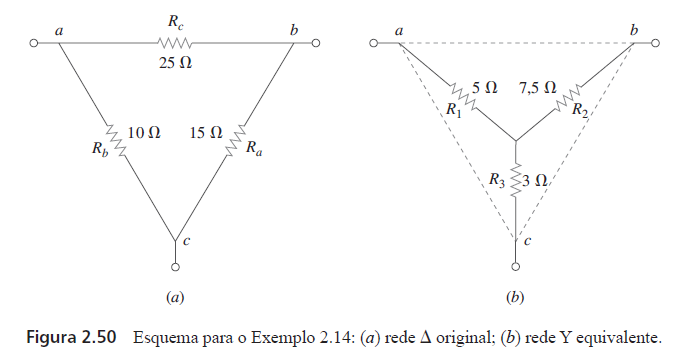 R_c
a b
25 Ω
10 Ω 15 Ω
R_b R_a
c
(a)
a b
5 Ω 7,5 Ω
R_1 R_2
R_3 3 Ω
c
(b)
Figura 2.50 Esquema para o Exemplo 2.14: (a) rede Δ original; (b) rede Y equivalente.